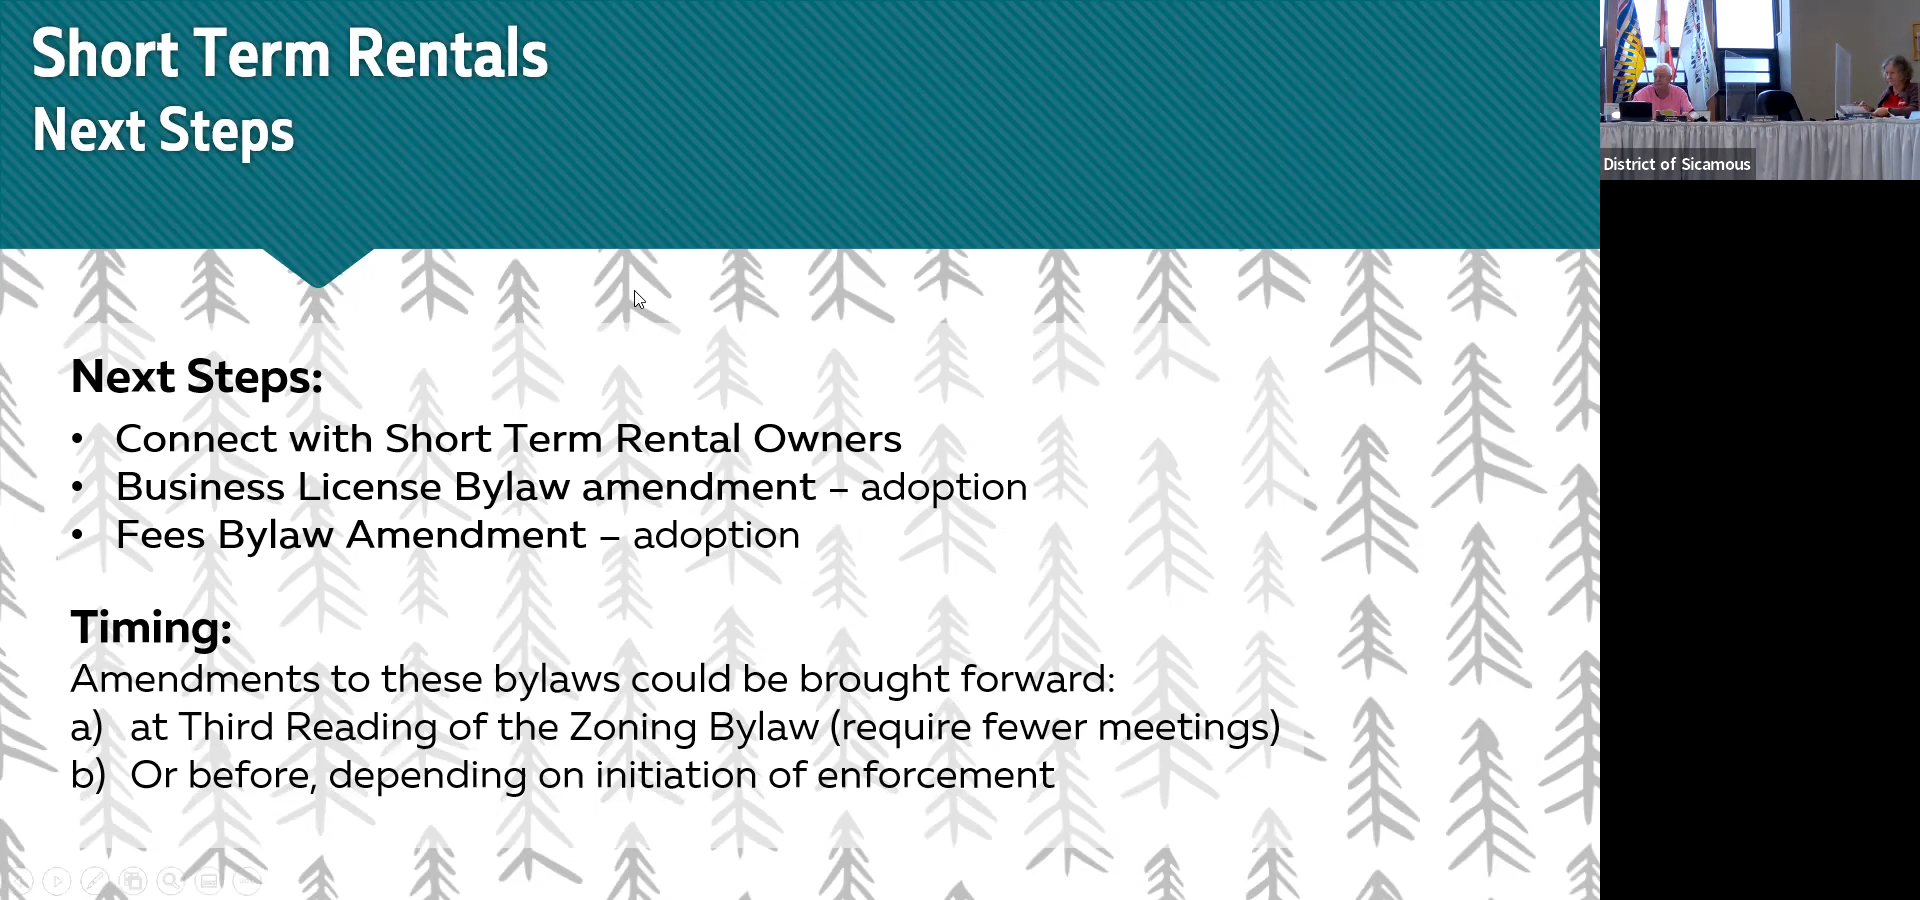 Short Term Rentals
Next Steps
District of Sicamous
Next Steps:
• Connect with Short Term Rental Owners
• Business License Bylaw amendment – adoption
• Fees Bylaw Amendment – adoption
Timing:
Amendments to these bylaws could be brought forward:
a) at Third Reading of the Zoning Bylaw (require fewer meetings)
b) Or before, depending on initiation of enforcement